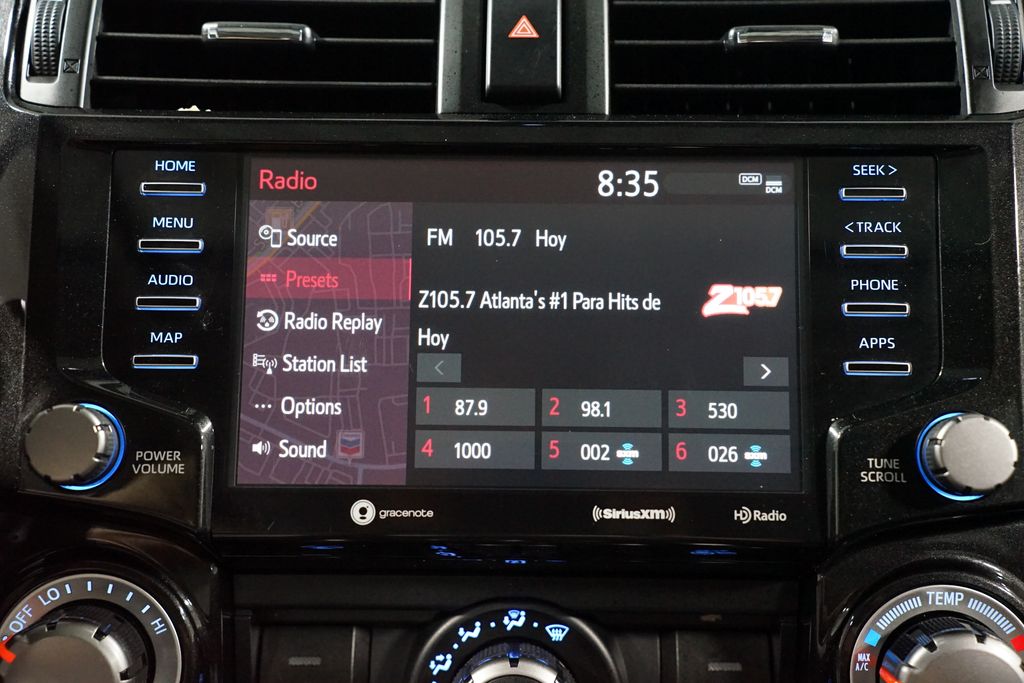 HOME
MENU
AUDIO
MAP
POWER
VOLUME
Radio
8:35
DCM
DCM
Source
Presets
Radio Replay
Station List
Options
Sound
FM 105.7 Hoy
Z105.7 Atlanta's #1 Para Hits de
Hoy
Z105.7
< >
1 87.9
2 98.1
3 530
4 1000
5 002 sxm
6 026 sxm
gracenote
((SiriusXM))
HD Radio
SEEK >
< TRACK
PHONE
APPS
TUNE
SCROLL
OFF LO HI
TEMP
MAX
A/C